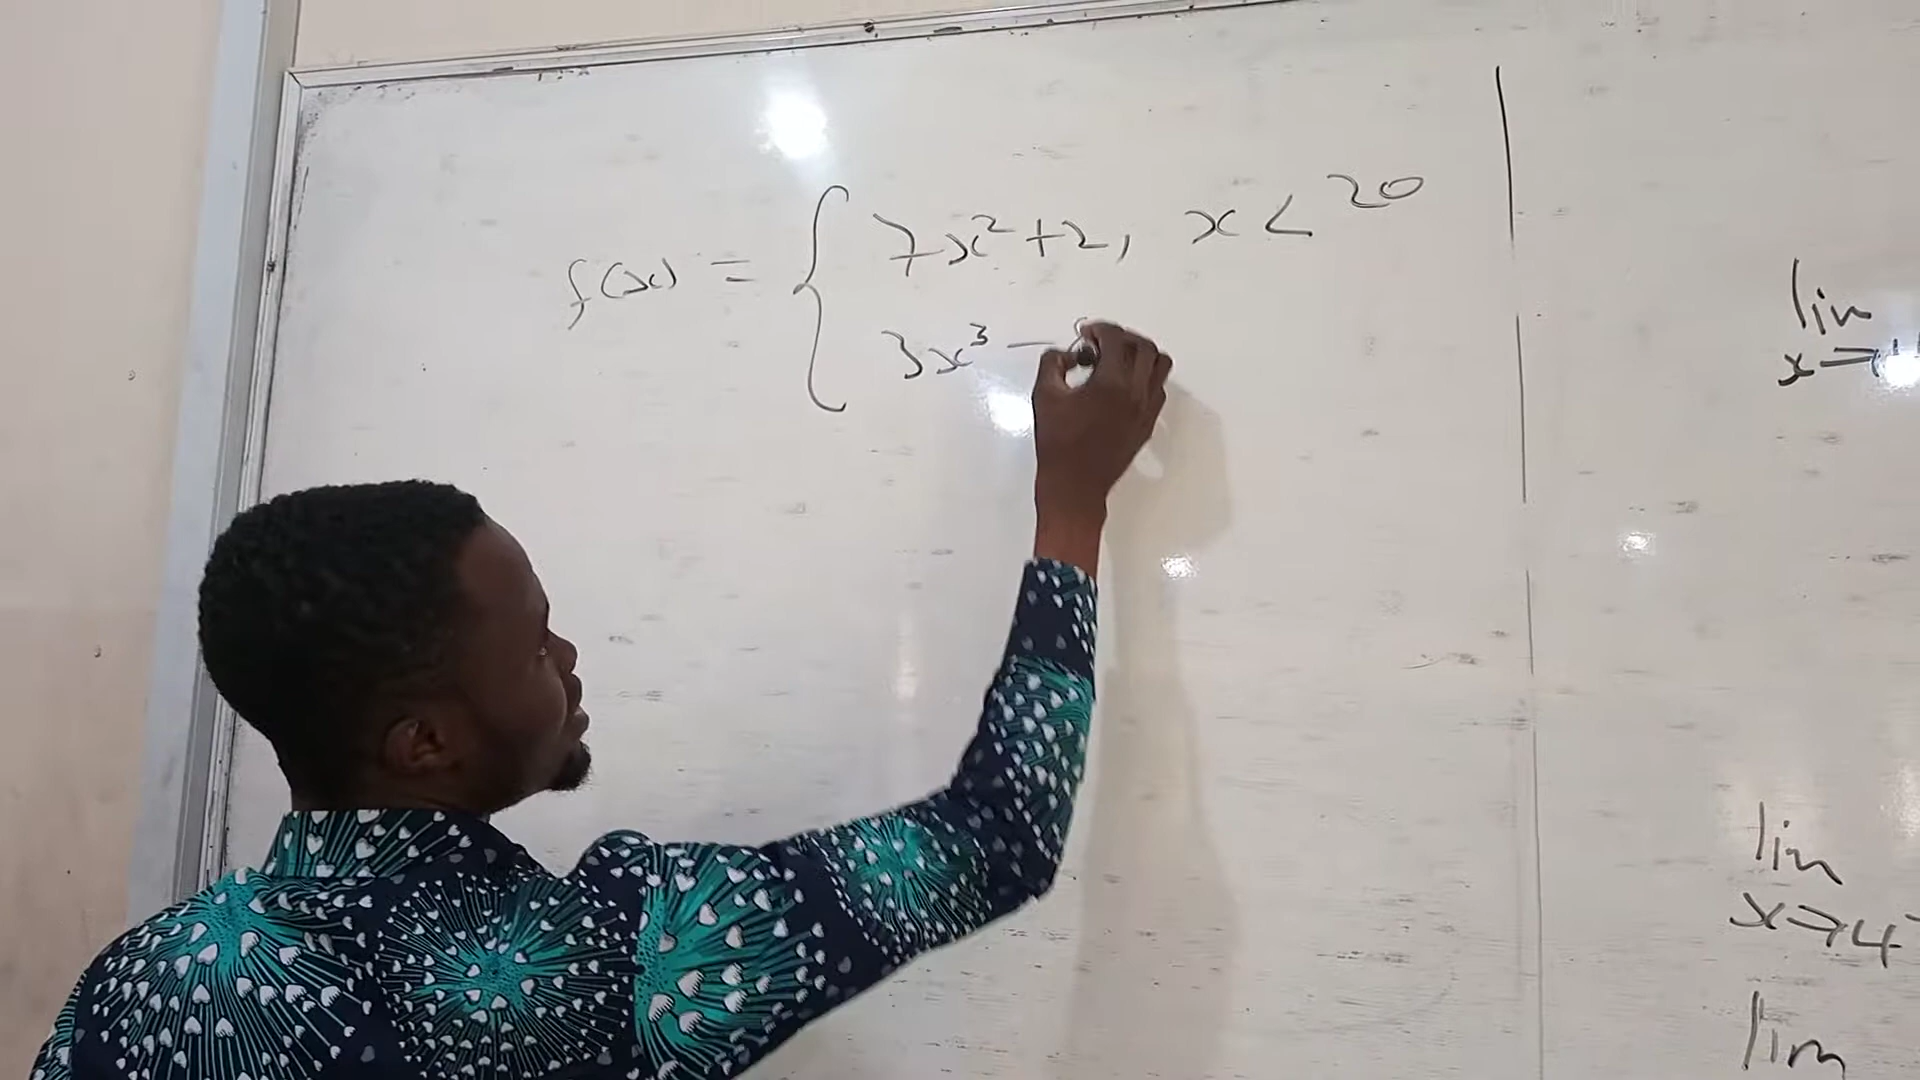 f(x) = { 7x² + 2, x < 20
3x³ −
lim
x →
lim
x → 4
lim